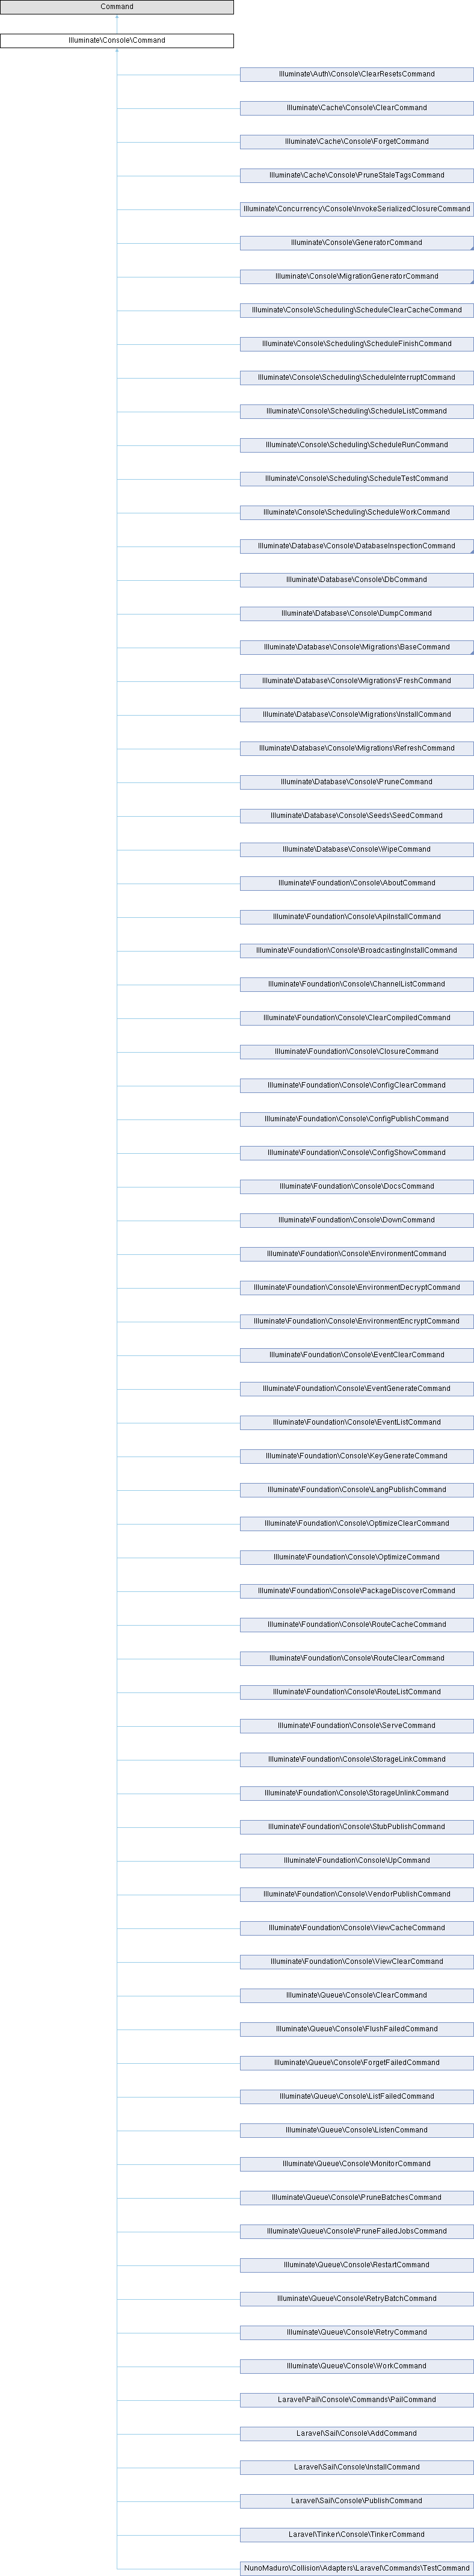 Command
Illuminate\Console\Command
Illuminate\Auth\Console\ClearResetsCommand
Illuminate\Cache\Console\ClearCommand
Illuminate\Cache\Console\ForgetCommand
Illuminate\Cache\Console\PruneStaleTagsCommand
Illuminate\Concurrency\Console\InvokeSerializedClosureCommand
Illuminate\Console\GeneratorCommand
Illuminate\Console\MigrationGeneratorCommand
Illuminate\Console\Scheduling\ScheduleClearCacheCommand
Illuminate\Console\Scheduling\ScheduleFinishCommand
Illuminate\Console\Scheduling\ScheduleInterruptCommand
Illuminate\Console\Scheduling\ScheduleListCommand
Illuminate\Console\Scheduling\ScheduleRunCommand
Illuminate\Console\Scheduling\ScheduleTestCommand
Illuminate\Console\Scheduling\ScheduleWorkCommand
Illuminate\Database\Console\DatabaseInspectionCommand
Illuminate\Database\Console\DbCommand
Illuminate\Database\Console\DumpCommand
Illuminate\Database\Console\Migrations\BaseCommand
Illuminate\Database\Console\Migrations\FreshCommand
Illuminate\Database\Console\Migrations\InstallCommand
Illuminate\Database\Console\Migrations\RefreshCommand
Illuminate\Database\Console\PruneCommand
Illuminate\Database\Console\Seeds\SeedCommand
Illuminate\Database\Console\WipeCommand
Illuminate\Foundation\Console\AboutCommand
Illuminate\Foundation\Console\ApiInstallCommand
Illuminate\Foundation\Console\BroadcastingInstallCommand
Illuminate\Foundation\Console\ChannelListCommand
Illuminate\Foundation\Console\ClearCompiledCommand
Illuminate\Foundation\Console\ClosureCommand
Illuminate\Foundation\Console\ConfigClearCommand
Illuminate\Foundation\Console\ConfigPublishCommand
Illuminate\Foundation\Console\ConfigShowCommand
Illuminate\Foundation\Console\DocsCommand
Illuminate\Foundation\Console\DownCommand
Illuminate\Foundation\Console\EnvironmentCommand
Illuminate\Foundation\Console\EnvironmentDecryptCommand
Illuminate\Foundation\Console\EnvironmentEncryptCommand
Illuminate\Foundation\Console\EventClearCommand
Illuminate\Foundation\Console\EventGenerateCommand
Illuminate\Foundation\Console\EventListCommand
Illuminate\Foundation\Console\KeyGenerateCommand
Illuminate\Foundation\Console\LangPublishCommand
Illuminate\Foundation\Console\OptimizeClearCommand
Illuminate\Foundation\Console\OptimizeCommand
Illuminate\Foundation\Console\PackageDiscoverCommand
Illuminate\Foundation\Console\RouteCacheCommand
Illuminate\Foundation\Console\RouteClearCommand
Illuminate\Foundation\Console\RouteListCommand
Illuminate\Foundation\Console\ServeCommand
Illuminate\Foundation\Console\StorageLinkCommand
Illuminate\Foundation\Console\StorageUnlinkCommand
Illuminate\Foundation\Console\StubPublishCommand
Illuminate\Foundation\Console\UpCommand
Illuminate\Foundation\Console\VendorPublishCommand
Illuminate\Foundation\Console\ViewCacheCommand
Illuminate\Foundation\Console\ViewClearCommand
Illuminate\Queue\Console\ClearCommand
Illuminate\Queue\Console\FlushFailedCommand
Illuminate\Queue\Console\ForgetFailedCommand
Illuminate\Queue\Console\ListFailedCommand
Illuminate\Queue\Console\ListenCommand
Illuminate\Queue\Console\MonitorCommand
Illuminate\Queue\Console\PruneBatchesCommand
Illuminate\Queue\Console\PruneFailedJobsCommand
Illuminate\Queue\Console\RestartCommand
Illuminate\Queue\Console\RetryBatchCommand
Illuminate\Queue\Console\RetryCommand
Illuminate\Queue\Console\WorkCommand
Laravel\Pail\Console\Commands\PailCommand
Laravel\Sail\Console\AddCommand
Laravel\Sail\Console\InstallCommand
Laravel\Sail\Console\PublishCommand
Laravel\Tinker\Console\TinkerCommand
NunoMaduro\Collision\Adapters\Laravel\Commands\TestCommand